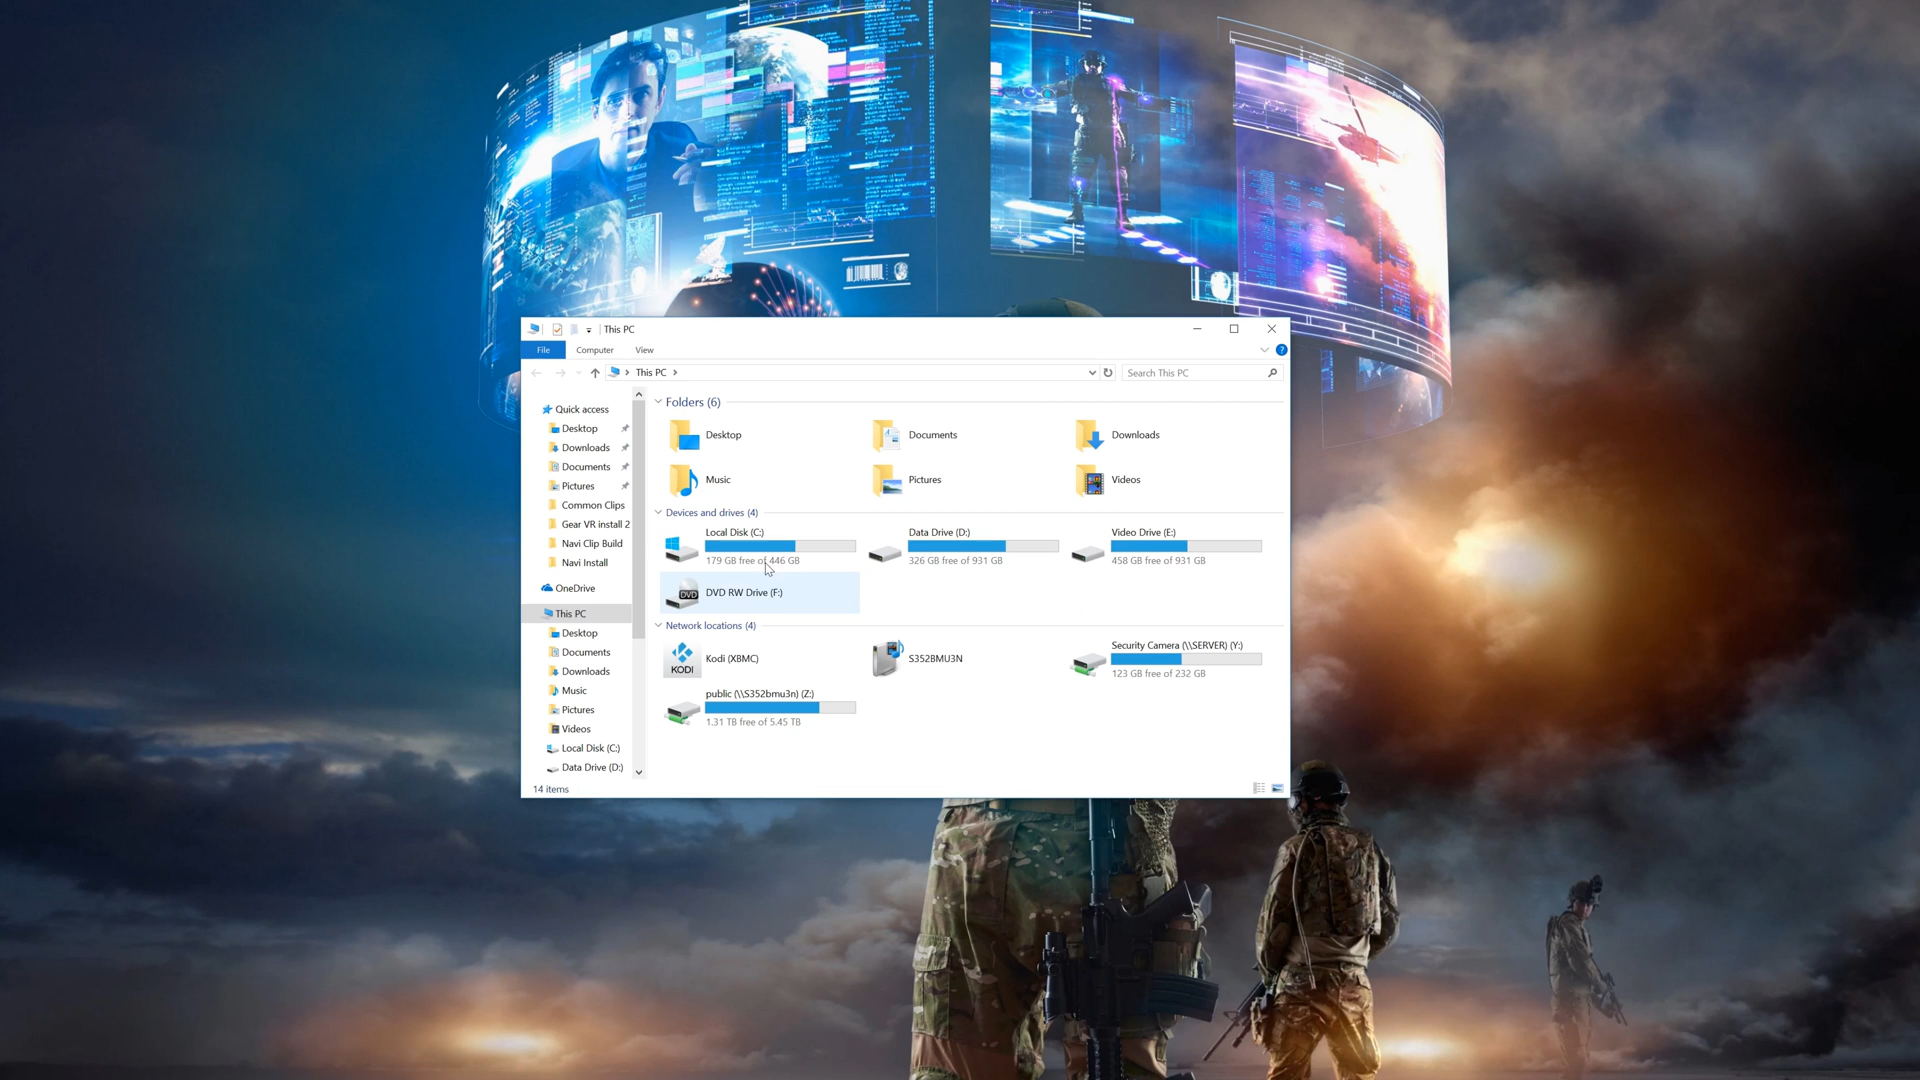 This PC
File
Computer
View
?
This PC
Search This PC
Quick access
Desktop
Downloads
Documents
Pictures
Common Clips
Gear VR install 2
Navi Clip Build
Navi Install
OneDrive
This PC
Desktop
Documents
Downloads
Music
Pictures
Videos
Local Disk (C:)
Data Drive (D:)
Folders (6)
Desktop
Documents
Downloads
Music
Pictures
Videos
Devices and drives (4)
Local Disk (C:)
179 GB free of 446 GB
Data Drive (D:)
326 GB free of 931 GB
Video Drive (E:)
458 GB free of 931 GB
DVD
DVD RW Drive (F:)
Network locations (4)
KODI
Kodi (XBMC)
S352BMU3N
Security Camera (\\SERVER) (Y:)
123 GB free of 232 GB
public (\\S352bmu3n) (Z:)
1.31 TB free of 5.45 TB
14 items